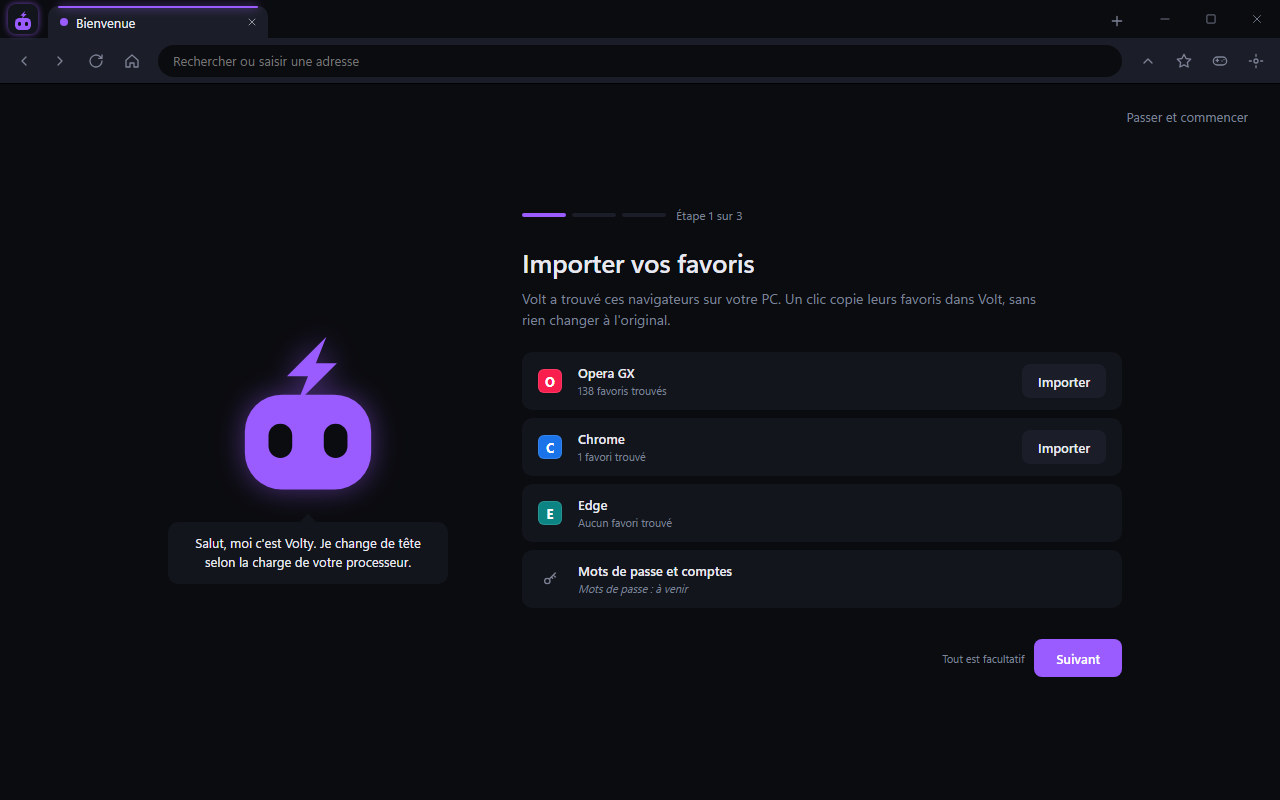 Bienvenue
Rechercher ou saisir une adresse
Passer et commencer
Étape 1 sur 3
Importer vos favoris
Volt a trouvé ces navigateurs sur votre PC. Un clic copie leurs favoris dans Volt, sans
rien changer à l'original.
O
Opera GX
138 favoris trouvés
Importer
C
Chrome
1 favori trouvé
Importer
E
Edge
Aucun favori trouvé
Mots de passe et comptes
Mots de passe : à venir
Salut, moi c'est Volty. Je change de tête
selon la charge de votre processeur.
Tout est facultatif
Suivant